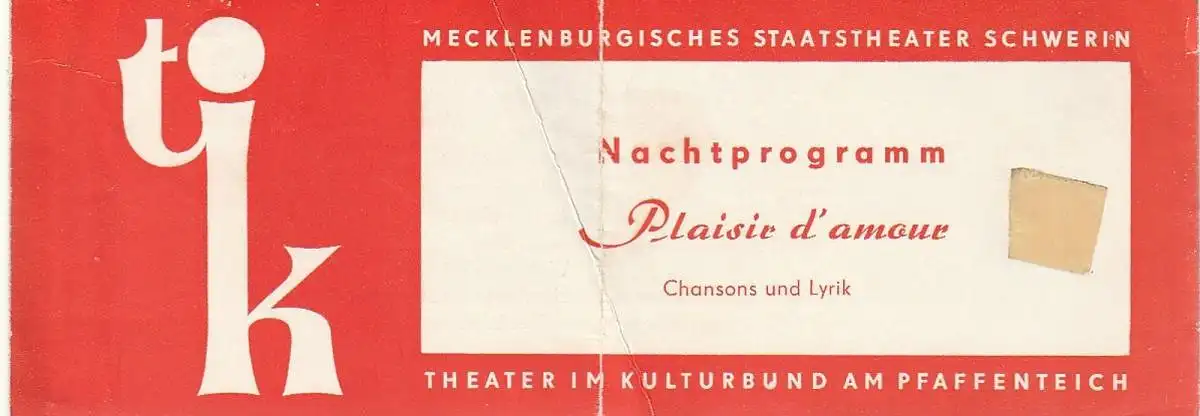 tik
MECKLENBURGISCHES STAATSTHEATER SCHWERIN
Nachtprogramm
Plaisir d'amour
Chansons und Lyrik
THEATER IM KULTURBUND AM PFAFFENTEICH